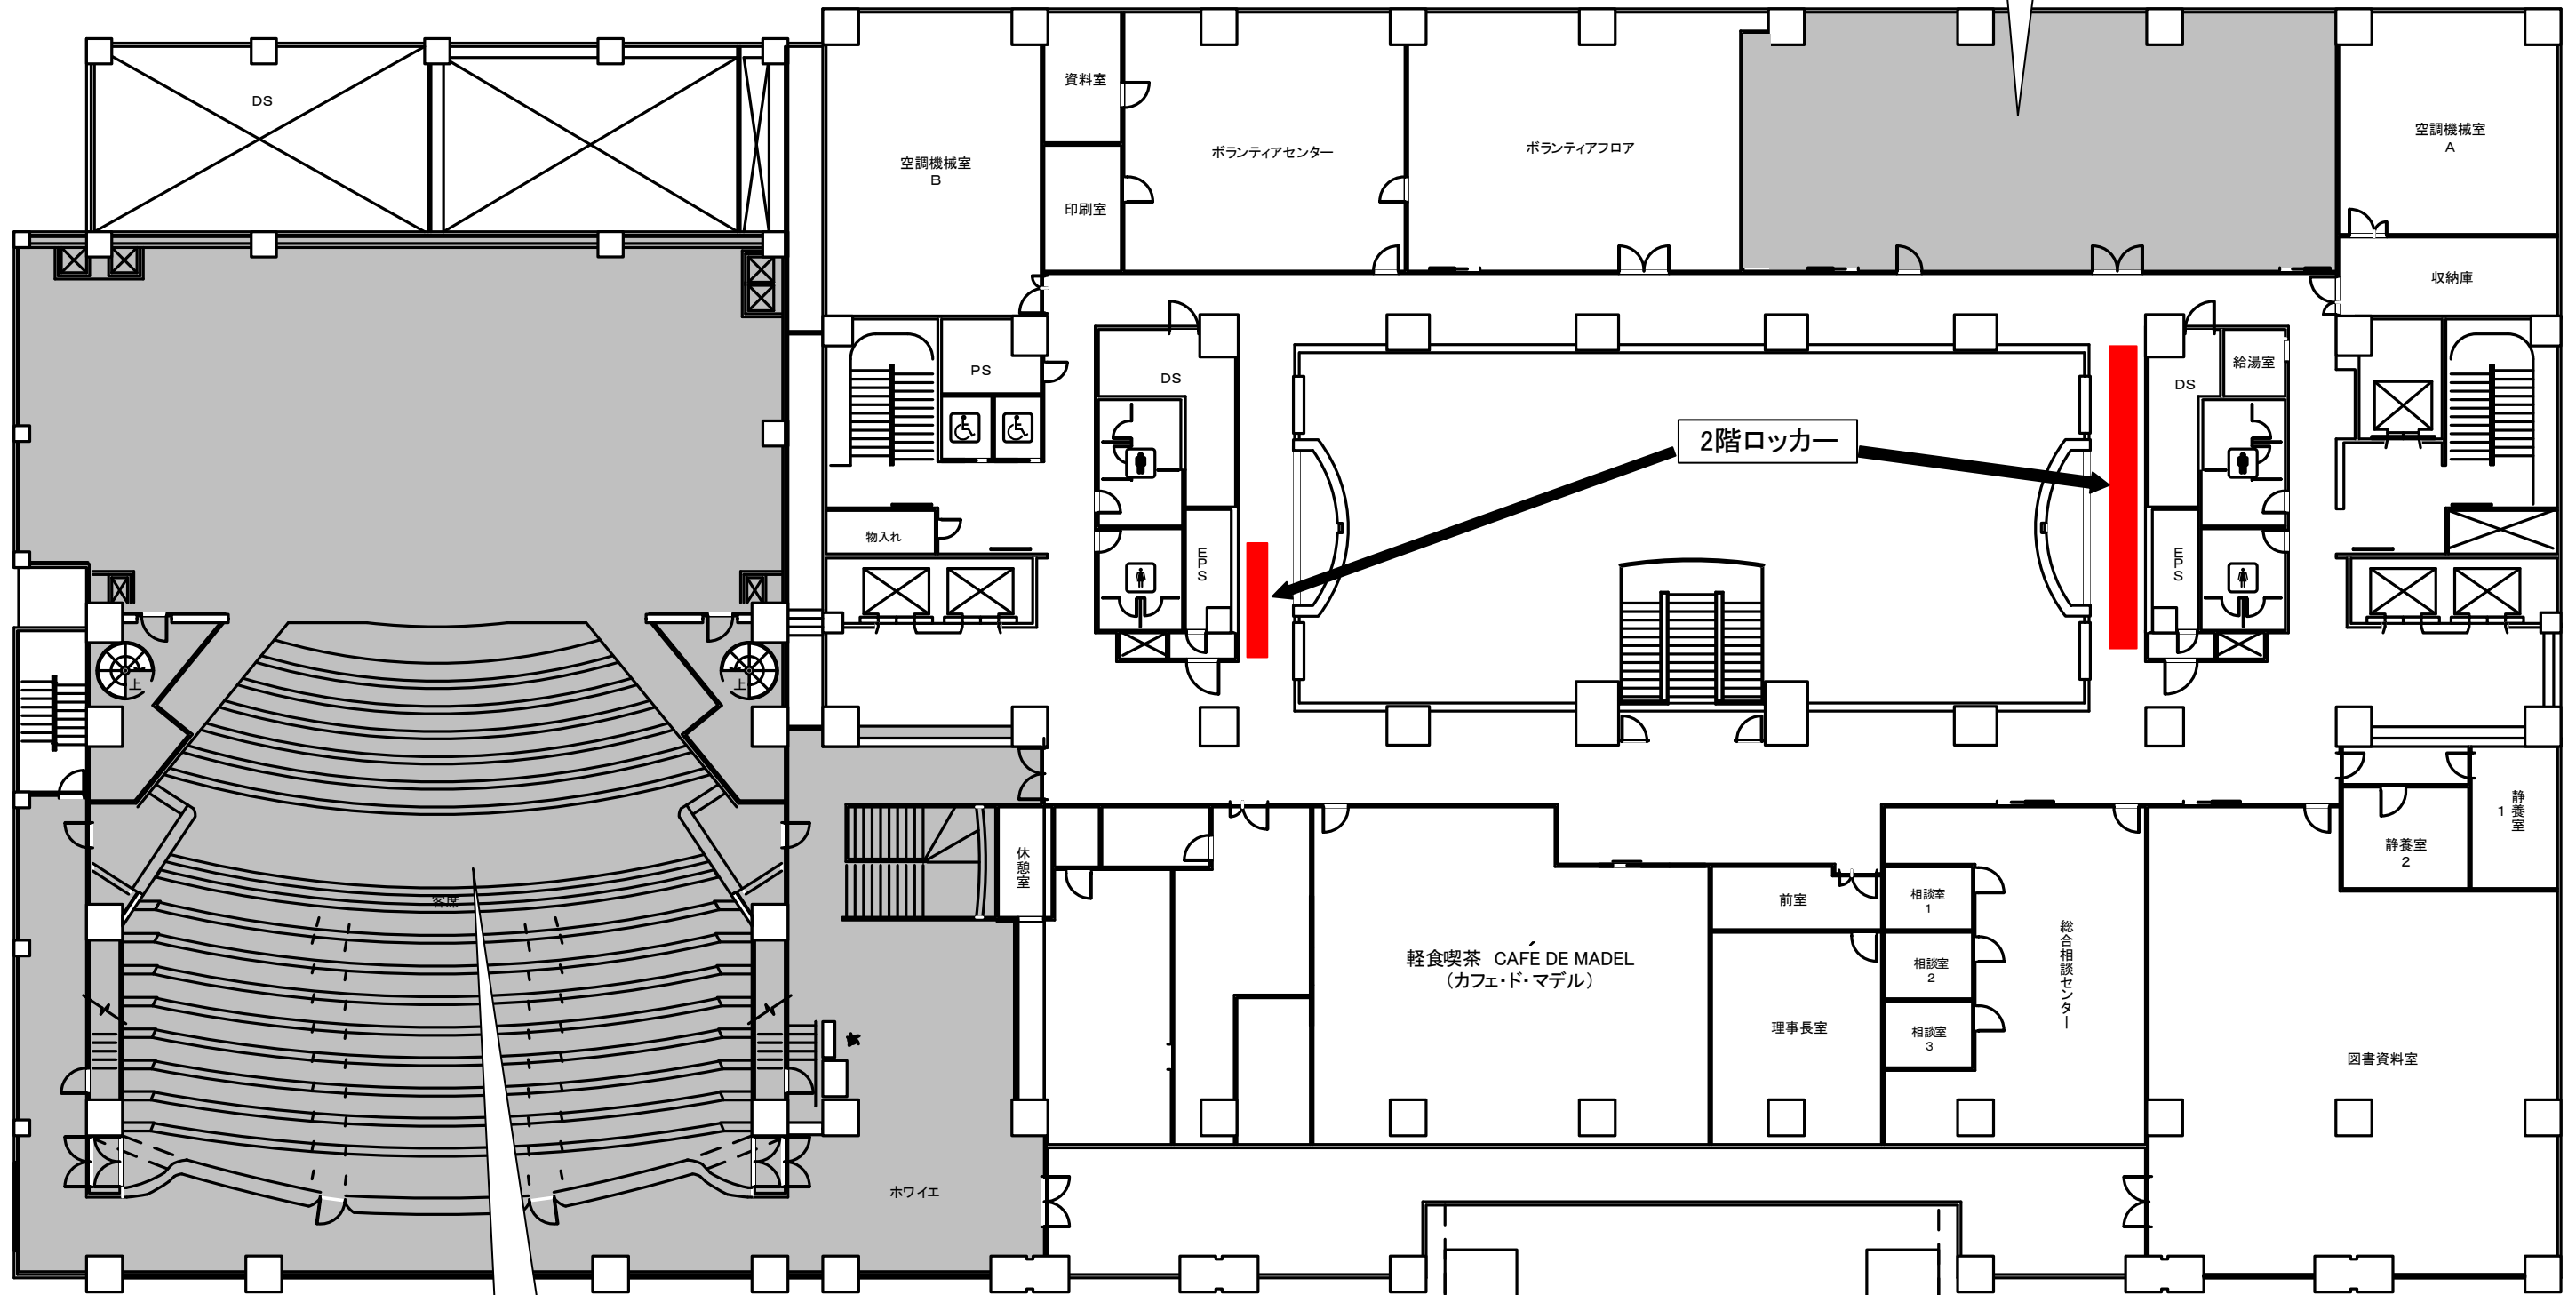 DS
空調機械室
B
資料室
印刷室
ボランティアセンター
ボランティアフロア
空調機械室
A
収納庫
PS
DS
2階ロッカー
DS
給湯室
物入れ
EPS
EPS
上
上
休憩室
客席
静養室
1
静養室
2
前室
相談室
1
相談室
2
相談室
3
総合相談センター
軽食喫茶 CAFÉ DE MADEL
(カフェ・ド・マデル)
理事長室
図書資料室
ホワイエ